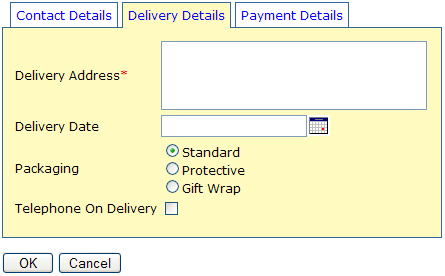 Contact Details Delivery Details Payment Details
Delivery Address*
Delivery Date
Standard
Packaging Protective
Gift Wrap
Telephone On Delivery
OK Cancel